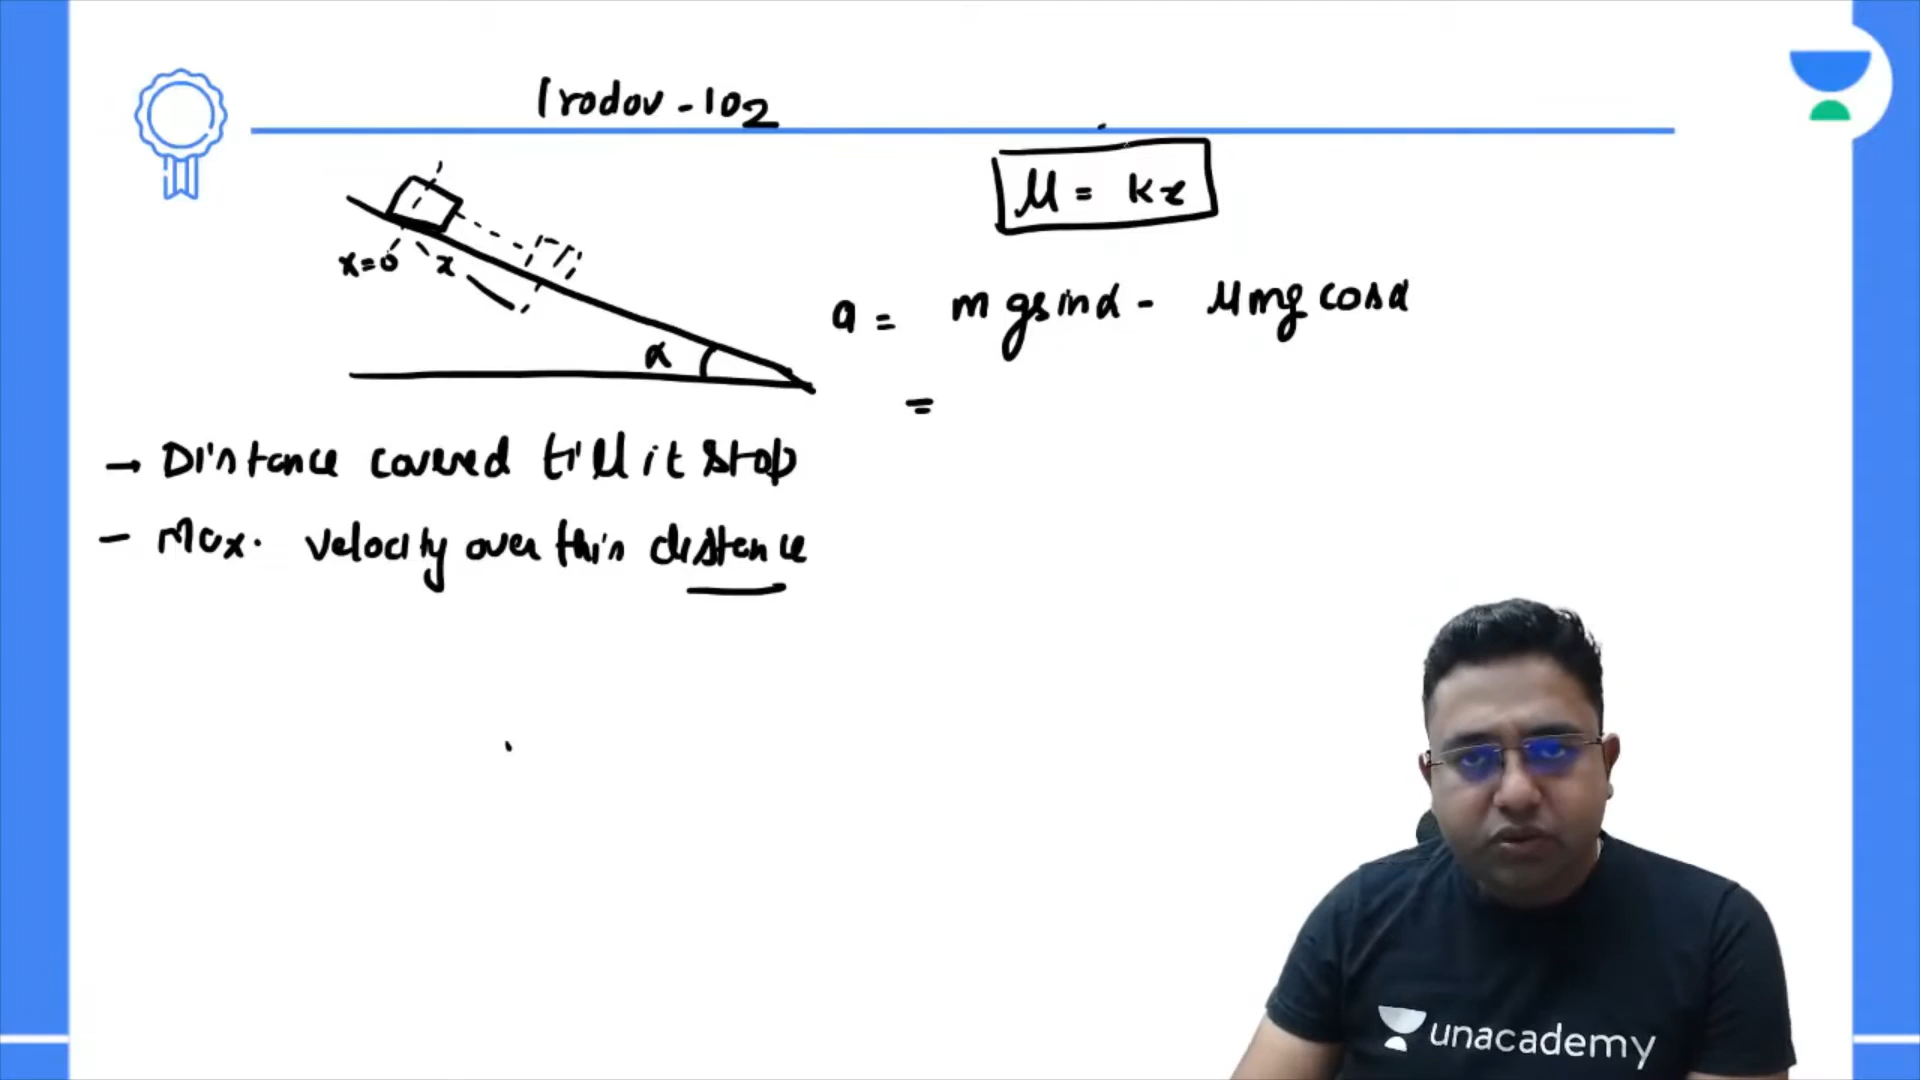 Irodov - 102
μ = kx
x=0 x
α
a = mg sinα - μmg cosα
=
→ Distance covered till it stop
- Max. velocity over this distance
unacademy